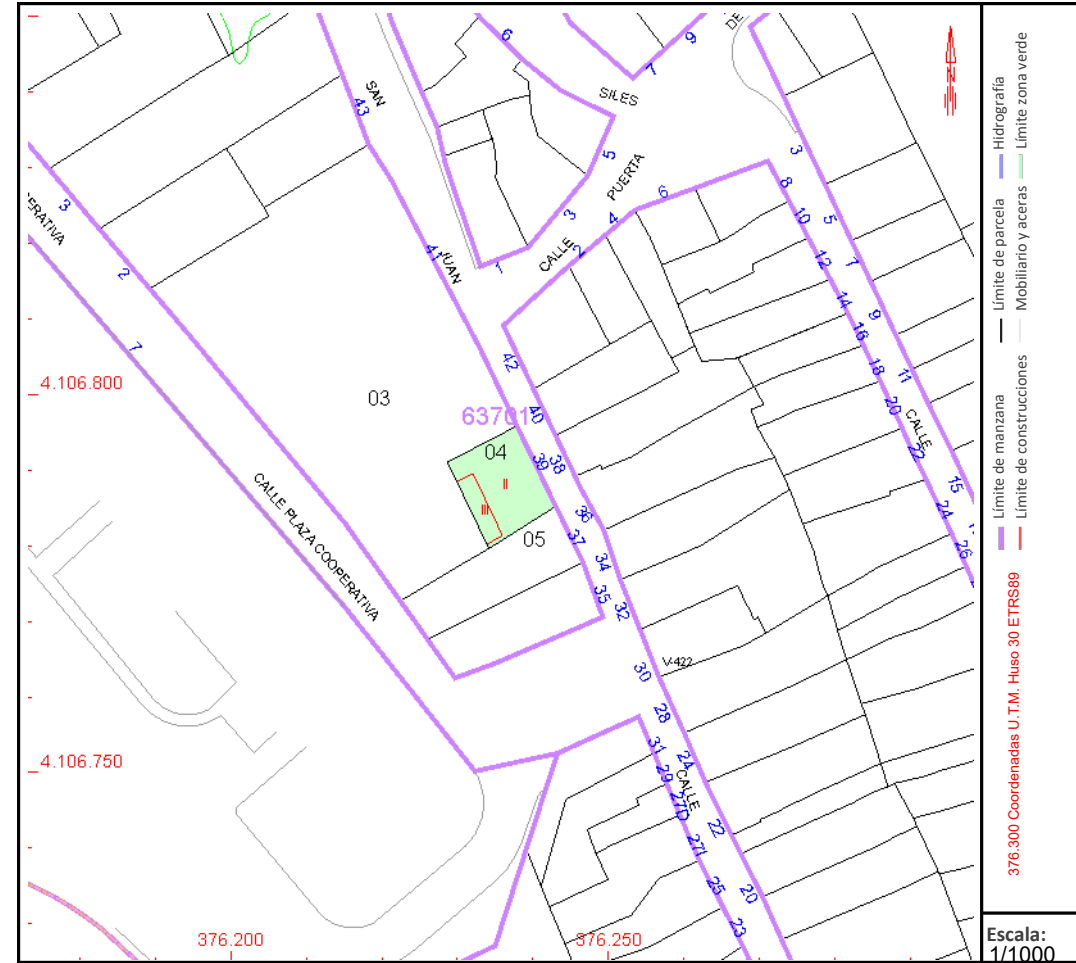 6
9
7
DE
SAN
43
SILES
3
5
PUERTA
6
8
3
ERATIVA
3
4
10
5
CALLE
2
12
7
41
JUAN
1
2
14
9
7
16
4.106.800
42
18
11
03
40
20
63701
CALLE
04
39
38
22
II
15
CALLE PLAZA COOPERATIVA
III
36
24
05
37
34
26
35
32
V-422
30
28
4.106.750
31
24
29
CALLE
27D
22
27I
25
20
23
376.200
376.250
N
Límite de manzana
Límite de parcela
Hidrografía
Límite de construcciones
Mobiliario y aceras
Límite zona verde
376.300 Coordenadas U.T.M. Huso 30 ETRS89
Escala:
1/1000